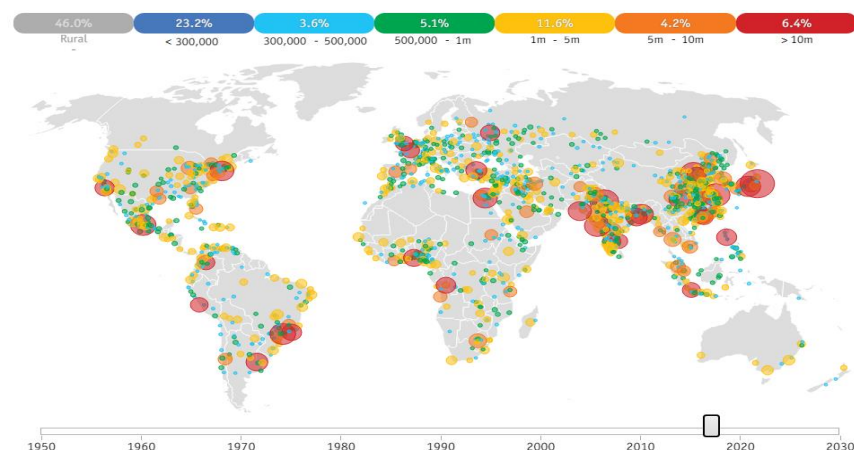 46.0% 23.2% 3.6% 5.1% 11.6% 4.2% 6.4%
Rural < 300,000 300,000 - 500,000 500,000 - 1m 1m - 5m 5m - 10m > 10m
-
1950 1960 1970 1980 1990 2000 2010 2020 2030